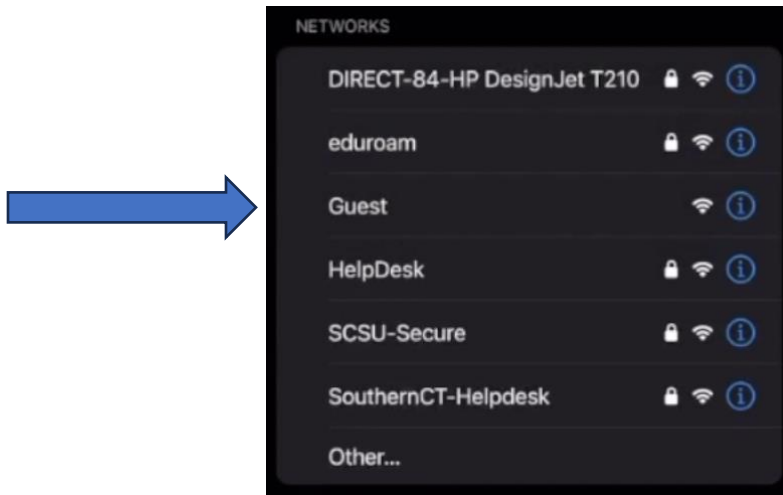 NETWORKS
DIRECT-84-HP DesignJet T210
eduroam
Guest
HelpDesk
SCSU-Secure
SouthernCT-Helpdesk
Other...